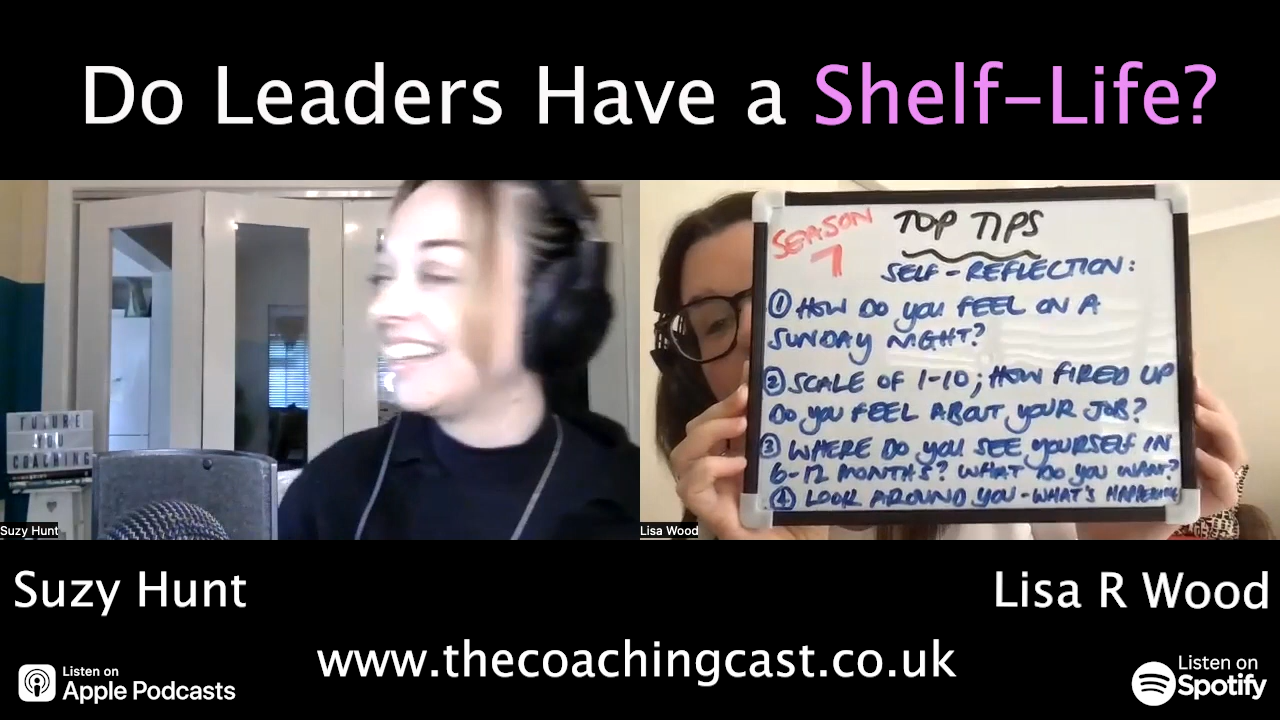 Do Leaders Have a Shelf-Life?
SEASON
7
TOP TIPS
SELF-REFLECTION:
① HOW DO YOU FEEL ON A
SUNDAY NIGHT?
② SCALE OF 1-10; HOW FIRED UP
DO YOU FEEL ABOUT YOUR JOB?
③ WHERE DO YOU SEE YOURSELF IN
6-12 MONTHS? WHAT DO YOU WANT?
④ LOOK AROUND YOU - WHAT'S HAPPENING
FUTURE
YOU
COACHING
Suzy Hunt
Lisa Wood
Suzy Hunt
Lisa R Wood
www.thecoachingcast.co.uk
Listen on
Apple Podcasts
Listen on
Spotify